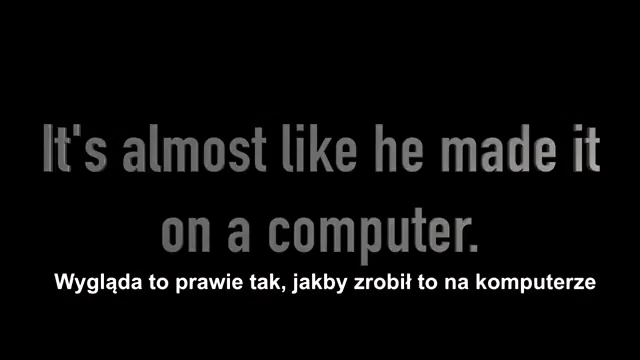 It's almost like he made it
on a computer.
Wygląda to prawie tak, jakby zrobił to na komputerze